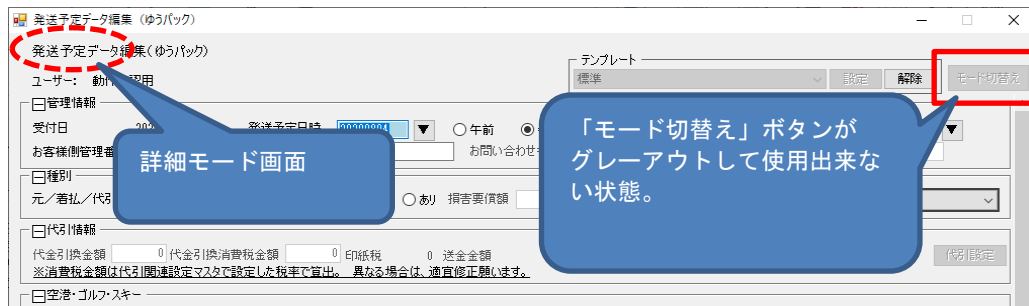 発送予定データ編集（ゆうパック）
発送予定データ編集(ゆうパック)
テンプレート
標準 設定 解除 モード切替え
ユーザー：
管理情報
受付日 発送予定日時 20200804 午前
お客様側管理番 お問い合わせ
詳細モード画面
「モード切替え」ボタンが
グレーアウトして使用出来な
い状態。
種別
元／着払／代引 あり 損害要償額
代引情報
代金引換金額 0 代金引換消費税金額 0 印紙税 0 送金金額 代引設定
※消費税金額は代引関連設定マスタで設定した税率で算出。 異なる場合は、適宜修正願います。
空港・ゴルフ・スキー